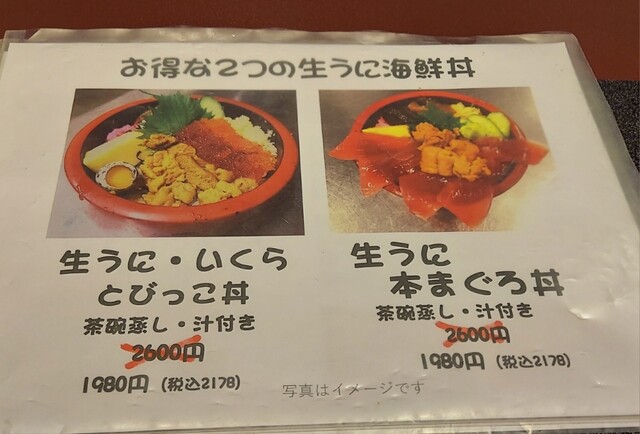 お得な2つの生うに海鮮丼
生うに・いくら
とびっこ丼
茶碗蒸し・汁付き
2600円
1980円 (税込2178)
生うに
本まぐろ丼
茶碗蒸し・汁付き
2600円
1980円 (税込2178)
写真はイメージです